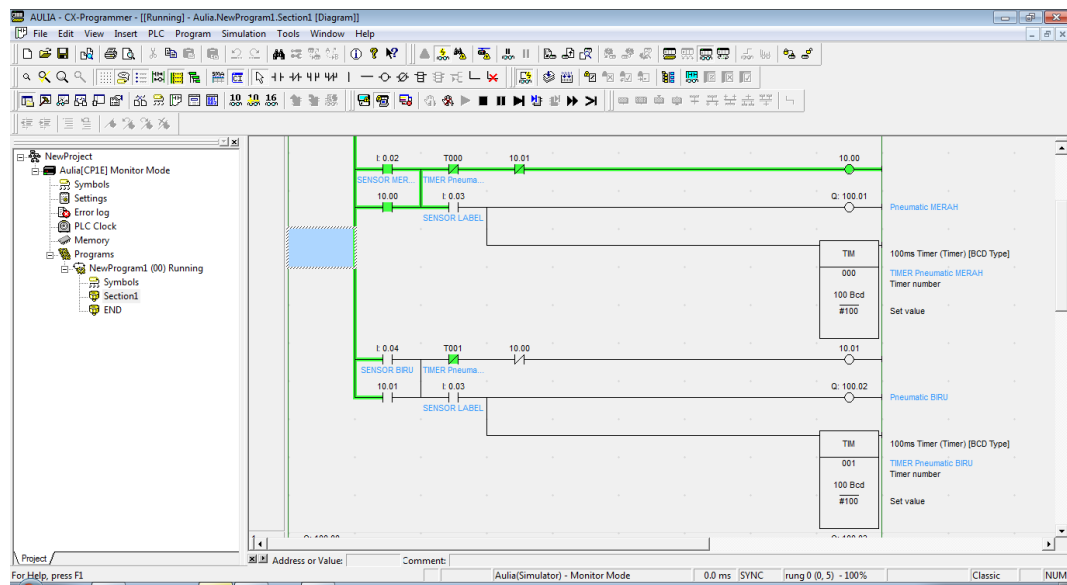 AULIA - CX-Programmer - [[Running] - Aulia.NewProgram1.Section1 [Diagram]]
File Edit View Insert PLC Program Simulation Tools Window Help
10 10 16
NewProject
Aulia[CP1E] Monitor Mode
Symbols
Settings
Error log
PLC Clock
Memory
Programs
NewProgram1 (00) Running
Symbols
Section1
END
Project
I: 0.02 T000 10.01 10.00
SENSOR MER... TIMER Pneuma...
10.00 I: 0.03 Q: 100.01
SENSOR LABEL Pneumatic MERAH
TIM 100ms Timer (Timer) [BCD Type]
000 TIMER Pneumatic MERAH
Timer number
100 Bcd
#100 Set value
I: 0.04 T001 10.00 10.01
SENSOR BIRU TIMER Pneuma...
10.01 I: 0.03 Q: 100.02
SENSOR LABEL Pneumatic BIRU
TIM 100ms Timer (Timer) [BCD Type]
001 TIMER Pneumatic BIRU
Timer number
100 Bcd
#100 Set value
Address or Value: Comment:
For Help, press F1 Aulia(Simulator) - Monitor Mode 0.0 ms SYNC rung 0 (0, 5) - 100% Classic NUM